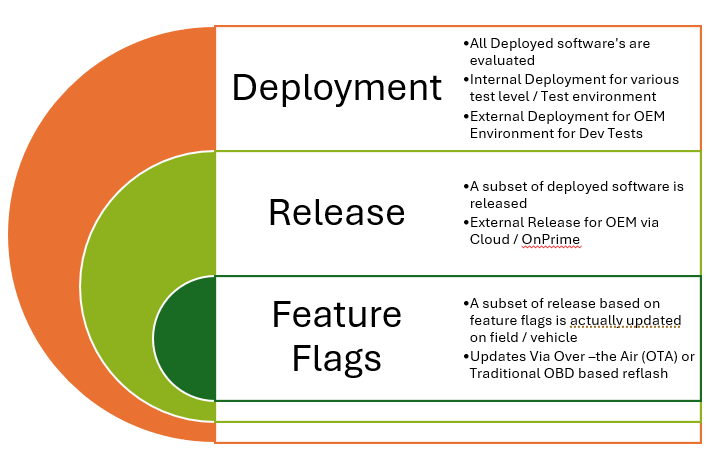 Deployment
•All Deployed software's are
evaluated
•Internal Deployment for various
test level / Test environment
•External Deployment for OEM
Environment for Dev Tests
Release
•A subset of deployed software is
released
•External Release for OEM via
Cloud / OnPrime
Feature
Flags
•A subset of release based on
feature flags is actually updated
on field / vehicle
•Updates Via Over –the Air (OTA) or
Traditional OBD based reflash